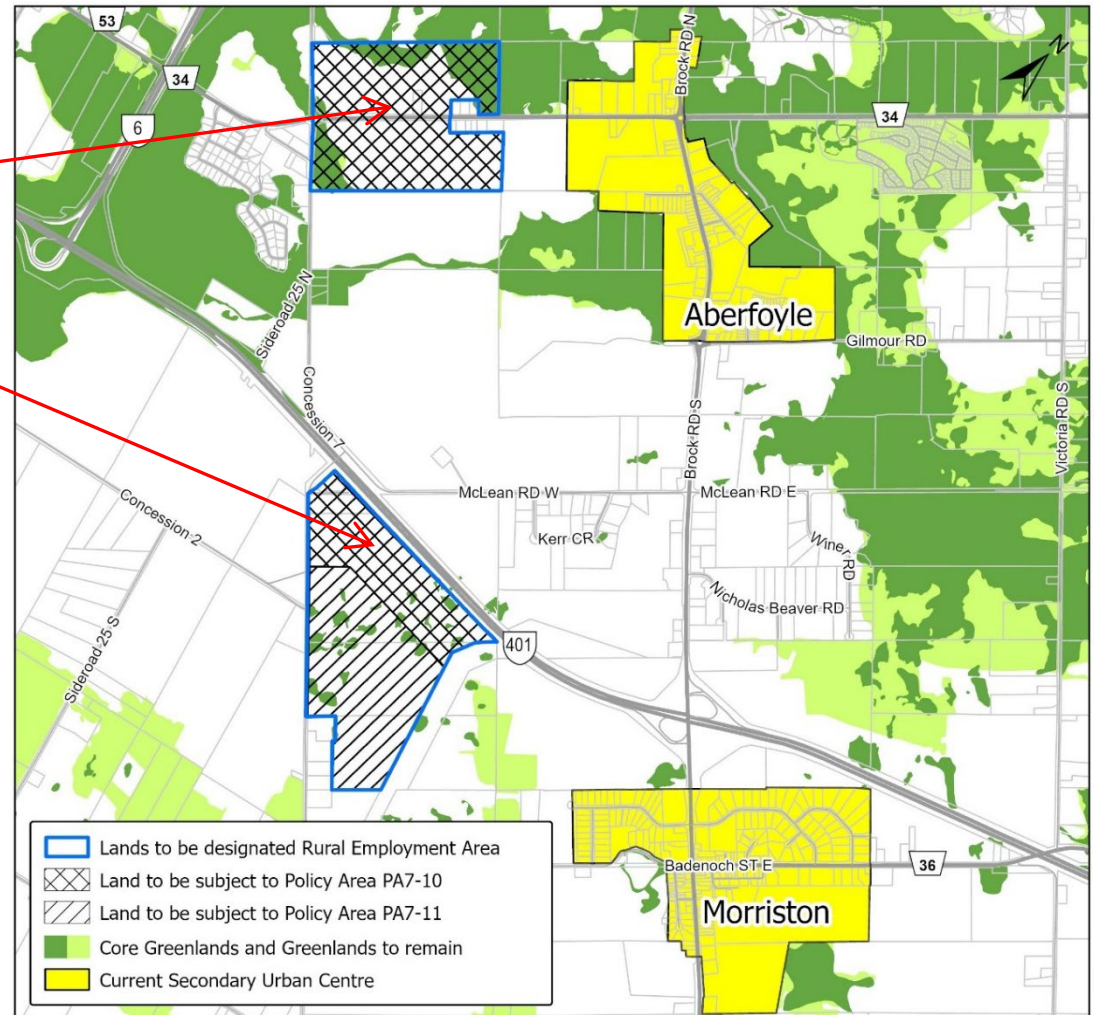 53
Brock RD N
N
34
6
34
Sideroad 25 N
Aberfoyle
Gilmour RD
Concession 7
Brock RD S
Victoria RD S
McLean RD W
McLean RD E
Concession 2
Kerr CR
Winer RD
Nicholas Beaver RD
Sideroad 25 S
401
Lands to be designated Rural Employment Area
Land to be subject to Policy Area PA7-10
Land to be subject to Policy Area PA7-11
Core Greenlands and Greenlands to remain
Current Secondary Urban Centre
Badenoch ST E
36
Morriston